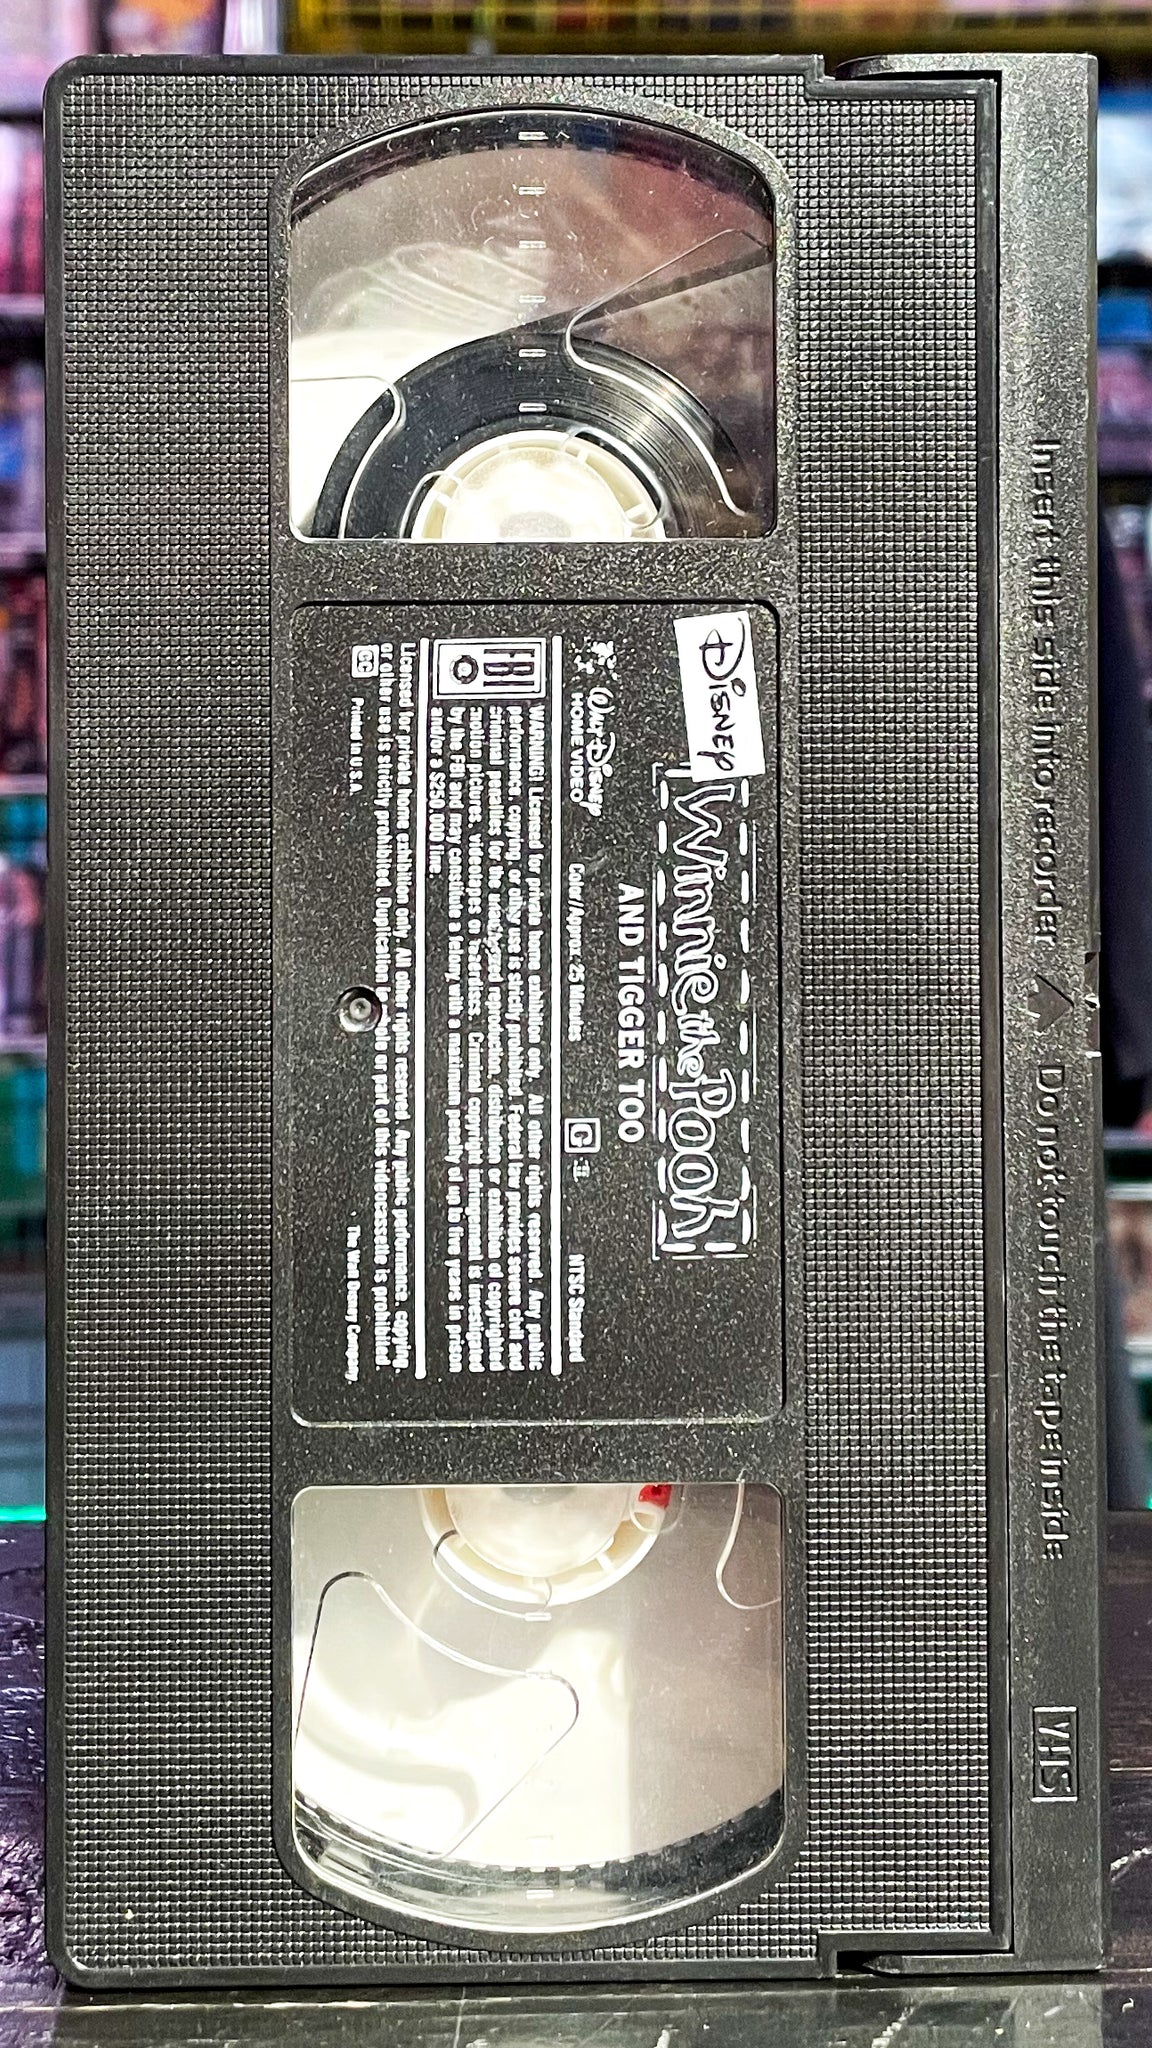 Disney
Winnie the Pooh
AND TIGGER TOO
WALT DISNEY
HOME VIDEO
Color/Approx. 25 Minutes
G
NTSC Standard
FBI
WARNING! Licensed for private home exhibition only. All other rights reserved. Any public
performance, copying, or other use is strictly prohibited. Federal law provides severe civil and
criminal penalties for the unauthorized reproduction, distribution or exhibition of copyrighted
motion pictures, videotapes or videodiscs. Criminal copyright infringement is investigated
by the FBI and may constitute a felony with a maximum penalty of up to five years in prison
and/or a $250,000 fine.
Licensed for private home exhibition only. All other rights reserved. Any public performance, copying,
or other use is strictly prohibited. Duplication in whole or part of this videocassette is prohibited.
CC Printed in U.S.A.
The Walt Disney Company
Insert this side into recorder Do not touch the tape inside
VHS